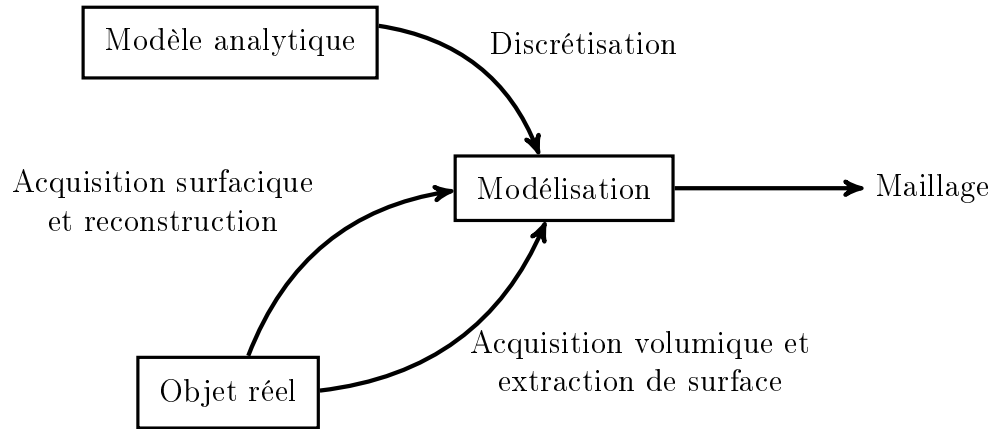 Modèle analytique
Discrétisation
Acquisition surfacique
et reconstruction
Modélisation
Maillage
Acquisition volumique et
extraction de surface
Objet réel